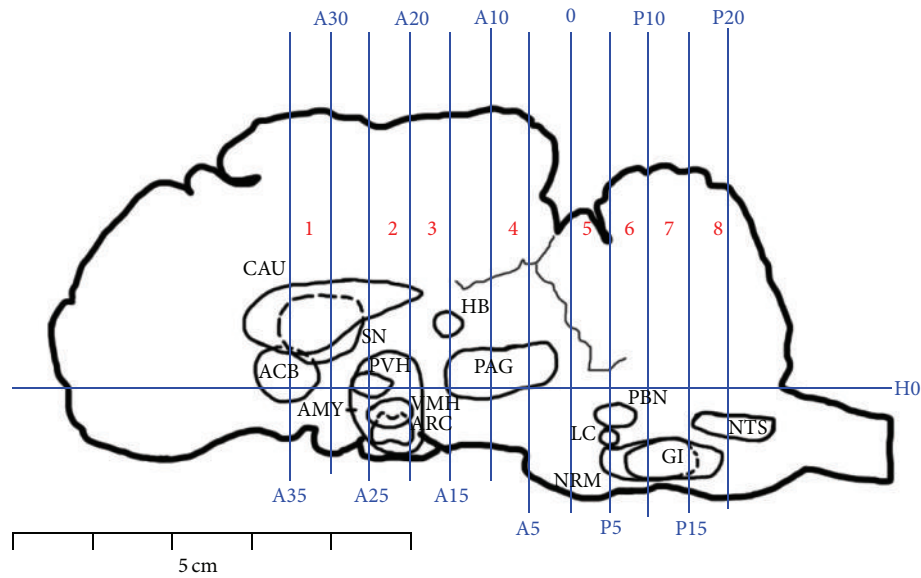 A30 A20 A10 0 P10 P20
1 2 3 4 5 6 7 8
CAU
HB
SN
ACB PVH PAG
H0
PBN
AMY VMH
ARC NTS
LC
GI
NRM
A35 A25 A15
A5 P5 P15
5 cm